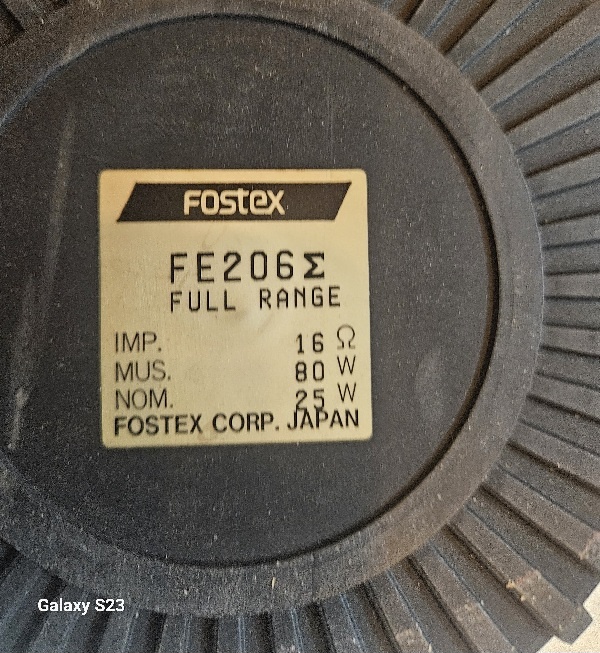 FOSTEX
FE206Σ
FULL RANGE
IMP. 16 Ω
MUS. 80 W
NOM. 25 W
FOSTEX CORP. JAPAN
Galaxy S23